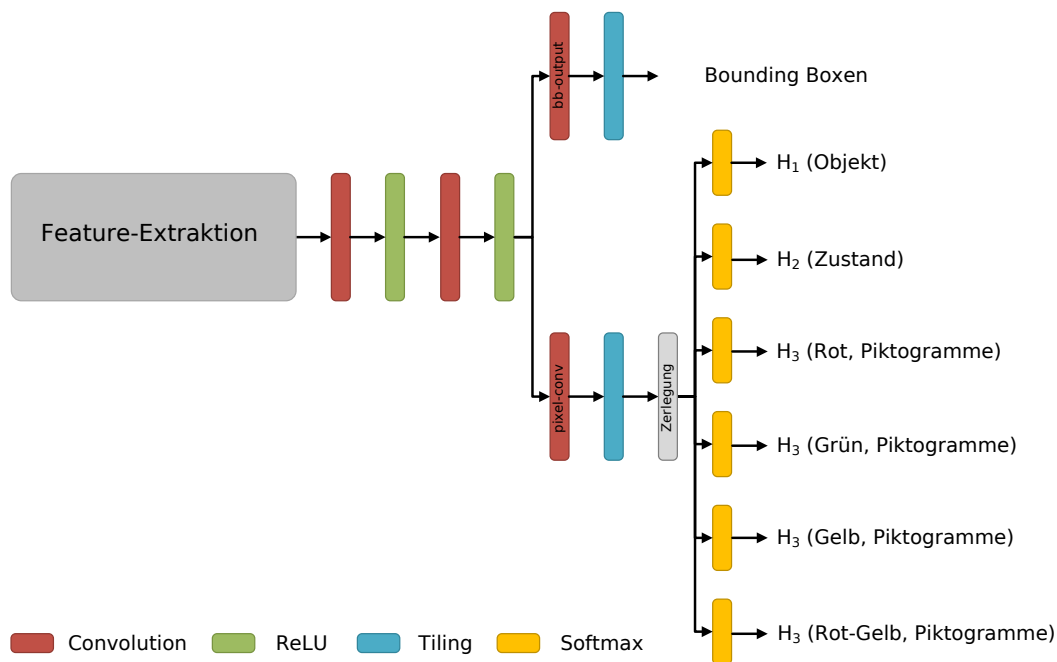 bb-output
Bounding Boxen
H₁ (Objekt)
Feature-Extraktion
H₂ (Zustand)
H₃ (Rot, Piktogramme)
pixel-conv
Zerlegung
H₃ (Grün, Piktogramme)
H₃ (Gelb, Piktogramme)
H₃ (Rot-Gelb, Piktogramme)
Convolution ReLU Tiling Softmax